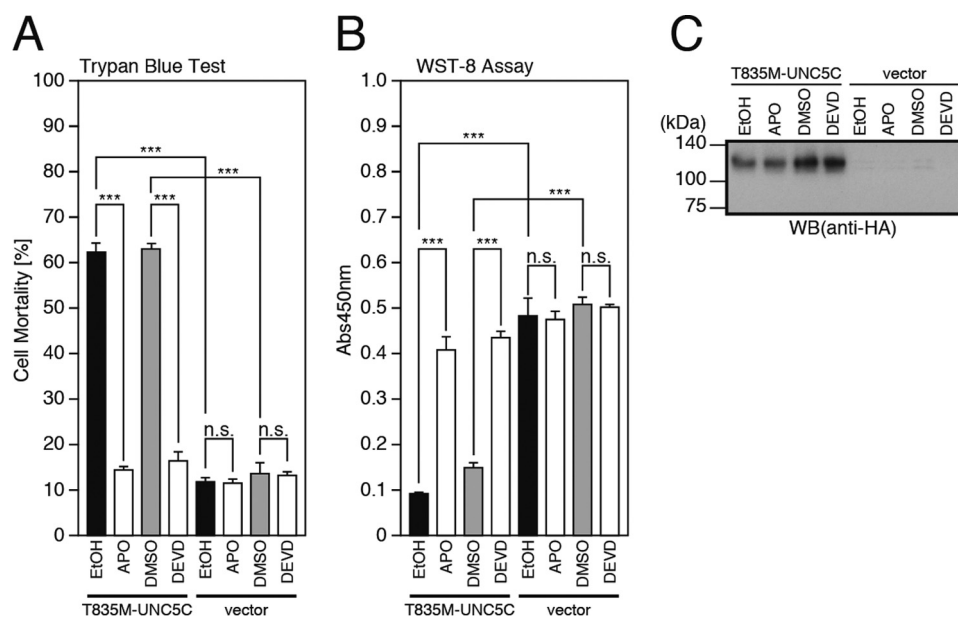 A
Trypan Blue Test
Cell Mortality [%]
100
90
80
70
60
50
40
30
20
10
0
***
***
*** ***
n.s. n.s.
EtOH APO DMSO DEVD EtOH APO DMSO DEVD
T835M-UNC5C vector
B
WST-8 Assay
Abs450nm
1.0
0.9
0.8
0.7
0.6
0.5
0.4
0.3
0.2
0.1
0
***
***
*** ***
n.s. n.s.
EtOH APO DMSO DEVD EtOH APO DMSO DEVD
T835M-UNC5C vector
C
T835M-UNC5C vector
EtOH APO DMSO DEVD EtOH APO DMSO DEVD
(kDa)
140
100
75
WB(anti-HA)